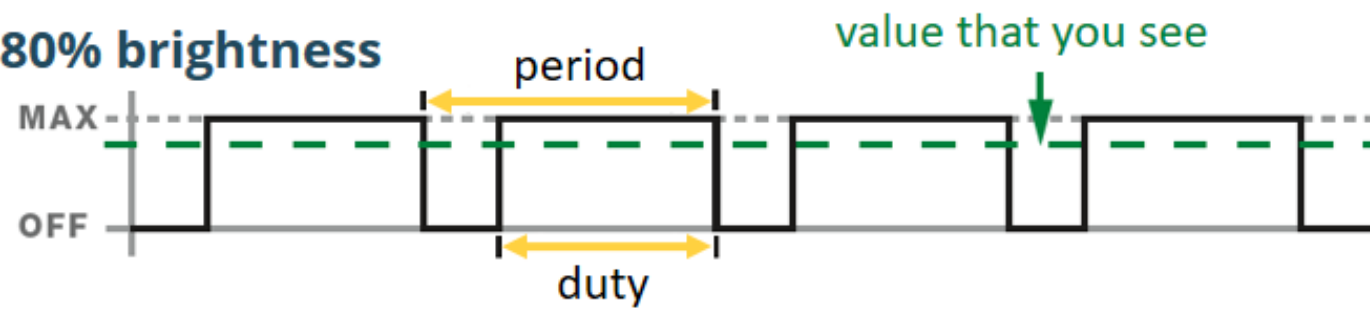 value that you see
80% brightness
period
MAX
OFF
duty